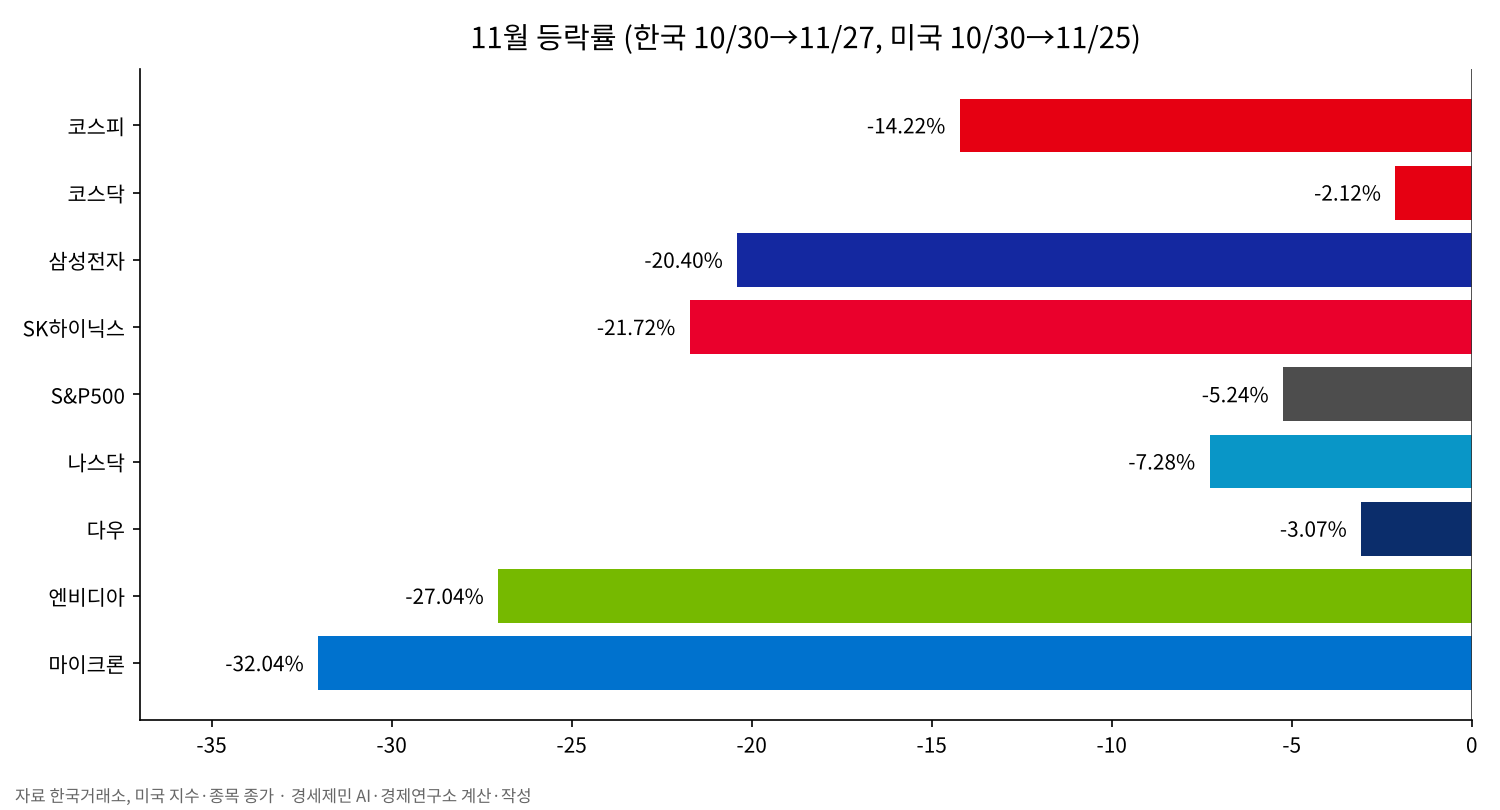 11월 등락률 (한국 10/30→11/27, 미국 10/30→11/25)
코스피 -14.22%
코스닥 -2.12%
삼성전자 -20.40%
SK하이닉스 -21.72%
S&P500 -5.24%
나스닥 -7.28%
다우 -3.07%
엔비디아 -27.04%
마이크론 -32.04%
-35 -30 -25 -20 -15 -10 -5 0
자료 한국거래소, 미국 지수·종목 종가 · 경세제민 AI·경제연구소 계산·작성